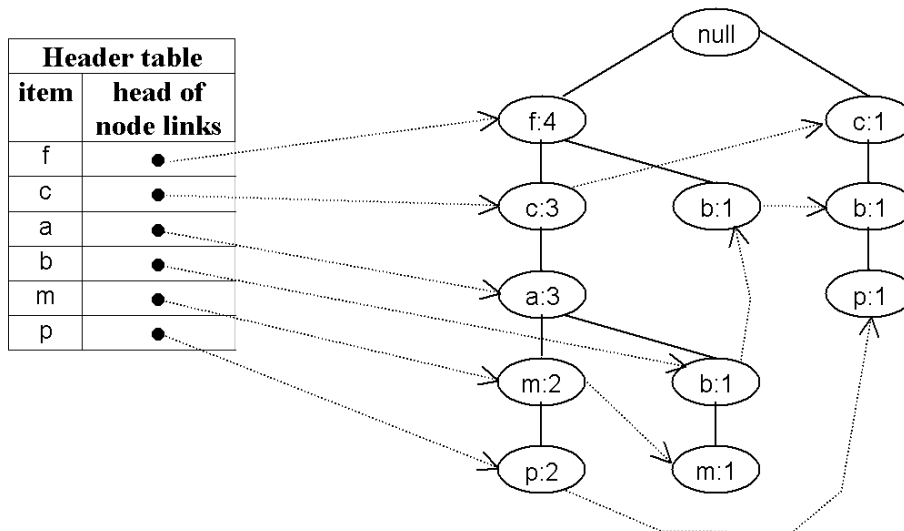 Header table
item head of
node links
f
c
a
b
m
p
null
f:4 c:1
c:3 b:1 b:1
a:3 p:1
m:2 b:1
p:2 m:1